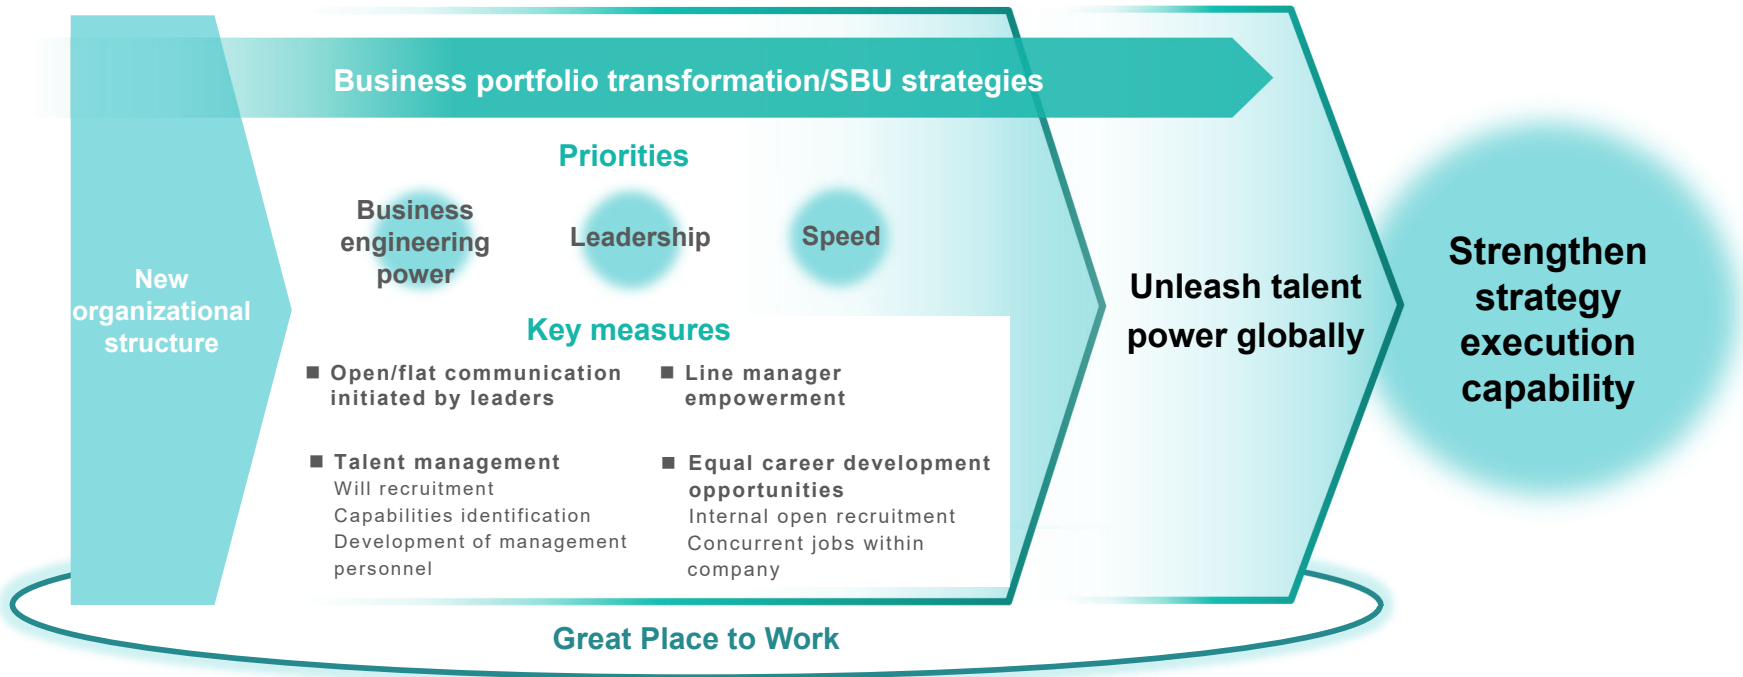 Business portfolio transformation/SBU strategies
New
organizational
structure
Priorities
Business
engineering
power
Leadership
Speed
Key measures
■ Open/flat communication
initiated by leaders
■ Line manager
empowerment
■ Talent management
Will recruitment
Capabilities identification
Development of management
personnel
■ Equal career development
opportunities
Internal open recruitment
Concurrent jobs within
company
Unleash talent
power globally
Strengthen
strategy
execution
capability
Great Place to Work